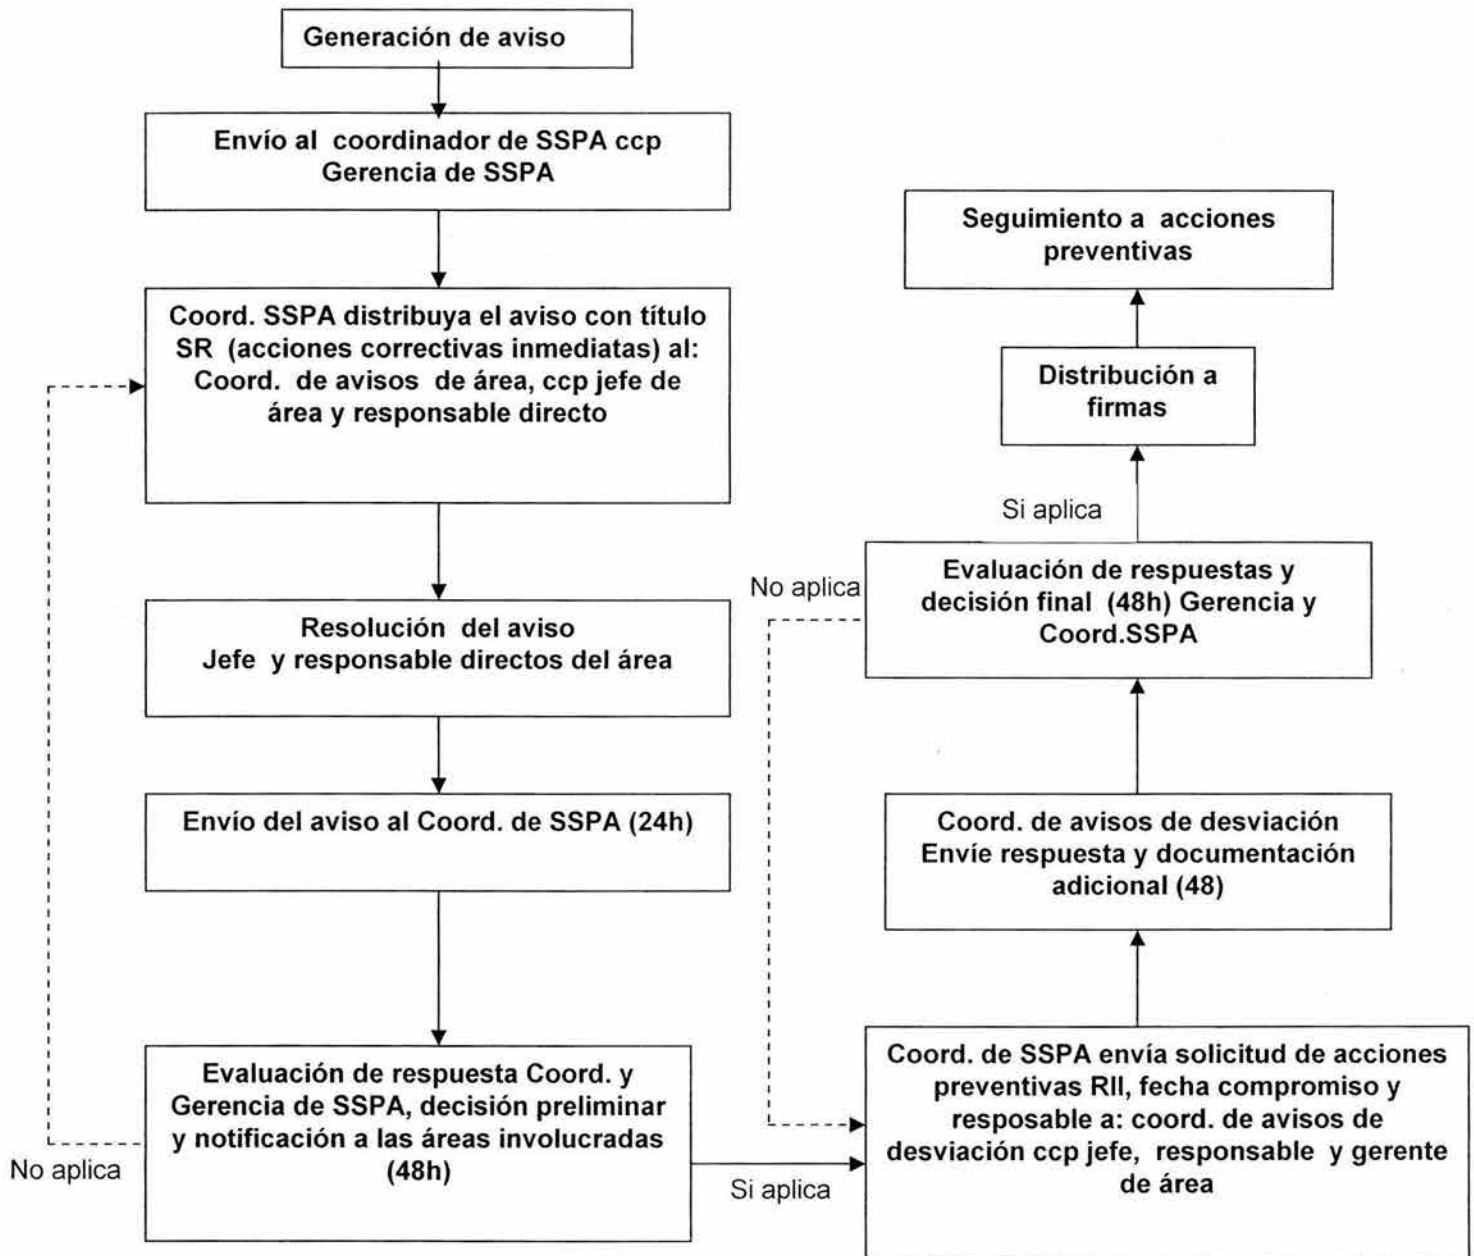 Generación de aviso
Envío al coordinador de SSPA ccp
Gerencia de SSPA
Coord. SSPA distribuya el aviso con título
SR (acciones correctivas inmediatas) al:
Coord. de avisos de área, ccp jefe de
área y responsable directo
Resolución del aviso
Jefe y responsable directos del área
Envío del aviso al Coord. de SSPA (24h)
Evaluación de respuesta Coord. y
Gerencia de SSPA, decisión preliminar
y notificación a las áreas involucradas
(48h)
No aplica
Si aplica
Coord. de SSPA envía solicitud de acciones
preventivas RII, fecha compromiso y
resposable a: coord. de avisos de
desviación ccp jefe, responsable y gerente
de área
Coord. de avisos de desviación
Envíe respuesta y documentación
adicional (48)
Evaluación de respuestas y
decisión final (48h) Gerencia y
Coord.SSPA
No aplica
Si aplica
Distribución a
firmas
Seguimiento a acciones
preventivas